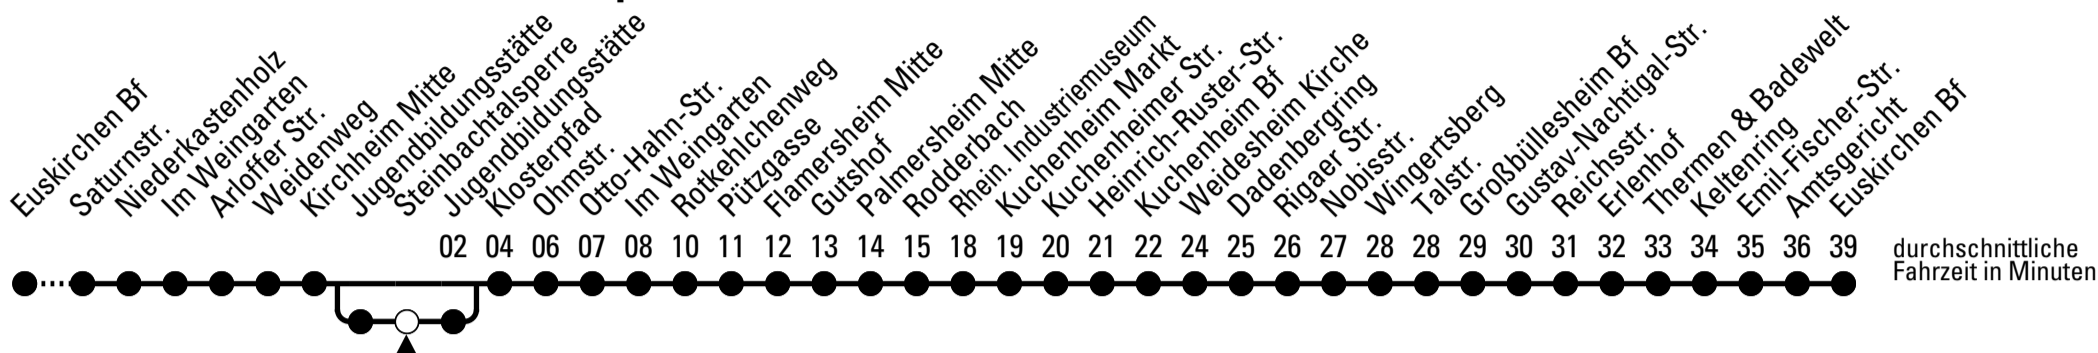 Euskirchen Bf
Saturnstr.
Niederkastenholz
Im Weingarten
Arloffer Str.
Weidenweg
Kirchheim Mitte
Jugendbildungsstätte
Steinbachtalsperre
Jugendbildungsstätte
Klosterpfad
Ohmstr.
Otto-Hahn-Str.
Im Weingarten
Rotkehlchenweg
Pützgasse
Flamersheim Mitte
Gutshof
Palmersheim Mitte
Rodderbach
Rhein. Industriemuseum
Kuchenheim Markt
Kuchenheimer Str.
Heinrich-Ruster-Str.
Kuchenheim Bf
Weidesheim Kirche
Dadenbergring
Rigaer Str.
Nobisstr.
Wingertsberg
Talstr.
Großbüllesheim Bf
Gustav-Nachtigal-Str.
Reichsstr.
Erlenhof
Thermen & Badewelt
Keltenring
Emil-Fischer-Str.
Amtsgericht
Euskirchen Bf
02 04 06 07 08 10 11 12 13 14 15 18 19 20 21 22 24 25 26 27 28 28 29 30 31 32 33 34 35 36 39
durchschnittliche
Fahrzeit in Minuten